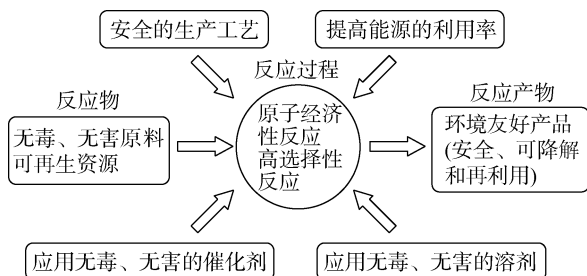 安全的生产工艺
提高能源的利用率
反应过程
反应物
反应产物
无毒、无害原料
可再生资源
原子经济
性反应
高选择性
反应
环境友好产品
(安全、可降解
和再利用)
应用无毒、无害的催化剂
应用无毒、无害的溶剂